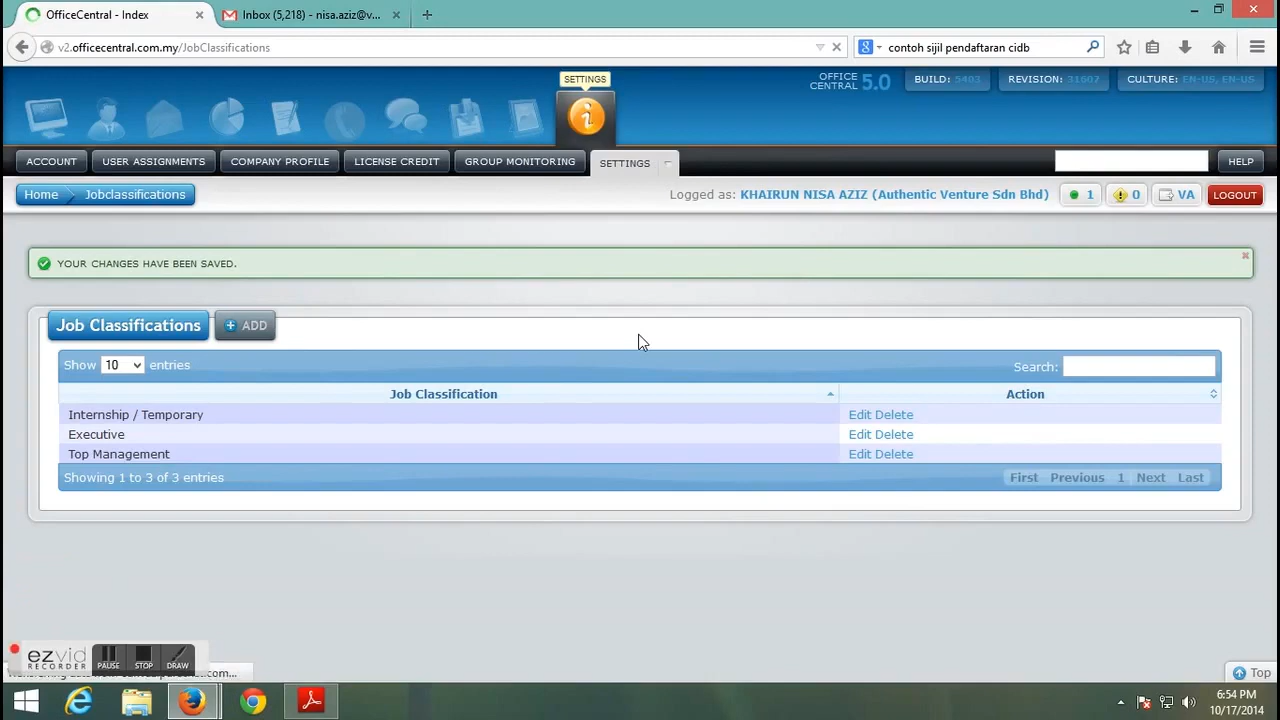 OfficeCentral - Index
Inbox (5,218) - nisa.aziz@v...
v2.officecentral.com.my/JobClassifications
contoh sijil pendaftaran cidb
SETTINGS
OFFICE CENTRAL 5.0
BUILD: 5403
REVISION: 31607
CULTURE: EN-US, EN-US
ACCOUNT
USER ASSIGNMENTS
COMPANY PROFILE
LICENSE CREDIT
GROUP MONITORING
SETTINGS
HELP
Home
Jobclassifications
Logged as: KHAIRUN NISA AZIZ (Authentic Venture Sdn Bhd)
1
0
VA
LOGOUT
YOUR CHANGES HAVE BEEN SAVED.
Job Classifications
ADD
Show 10 entries
Search:
Job Classification
Action
Internship / Temporary
Edit Delete
Executive
Edit Delete
Top Management
Edit Delete
Showing 1 to 3 of 3 entries
First Previous 1 Next Last
ezvid
RECORDER
PAUSE
STOP
DRAW
Top
6:54 PM
10/17/2014